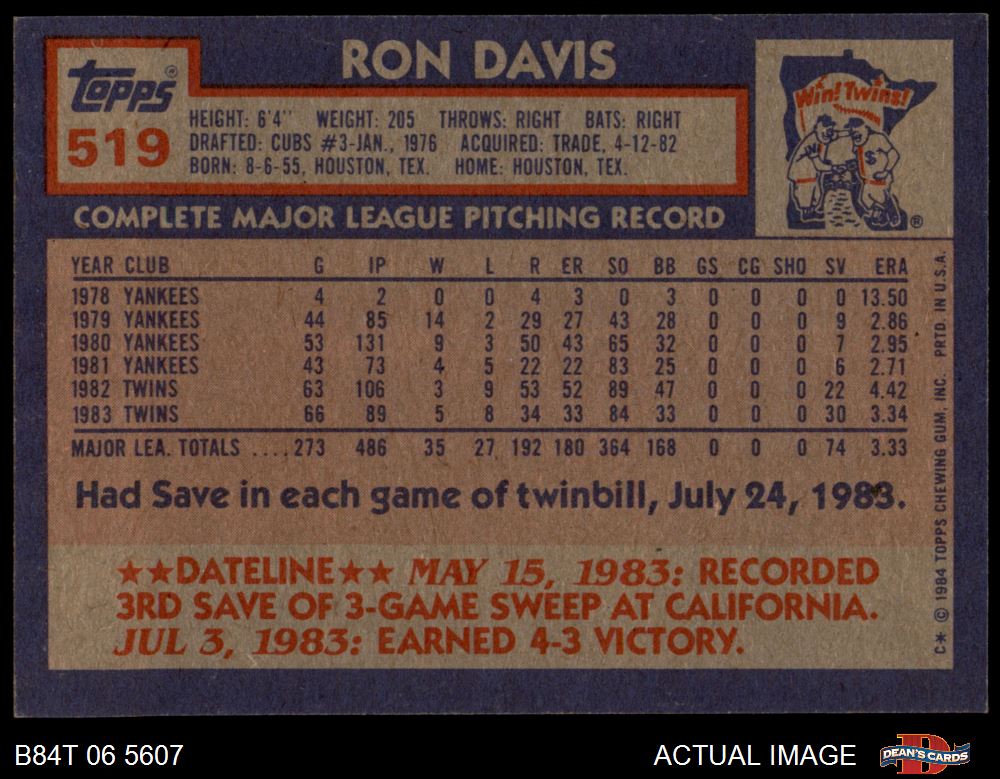 Topps®
519
RON DAVIS
HEIGHT: 6'4" WEIGHT: 205 THROWS: RIGHT BATS: RIGHT
DRAFTED: CUBS #3-JAN., 1976 ACQUIRED: TRADE, 4-12-82
BORN: 8-6-55, HOUSTON, TEX. HOME: HOUSTON, TEX.
Win! Twins!
M S
®
COMPLETE MAJOR LEAGUE PITCHING RECORD
YEAR CLUB G IP W L R ER SO BB GS CG SHO SV ERA
1978 YANKEES 4 2 0 0 4 3 0 3 0 0 0 0 13.50
1979 YANKEES 44 85 14 2 29 27 43 28 0 0 0 9 2.86
1980 YANKEES 53 131 9 3 50 43 65 32 0 0 0 7 2.95
1981 YANKEES 43 73 4 5 22 22 83 25 0 0 0 6 2.71
1982 TWINS 63 106 3 9 53 52 89 47 0 0 0 22 4.42
1983 TWINS 66 89 5 8 34 33 84 33 0 0 0 30 3.34
MAJOR LEA. TOTALS ....273 486 35 27 192 180 364 168 0 0 0 74 3.33
Had Save in each game of twinbill, July 24, 1983.
★★DATELINE★★ MAY 15, 1983: RECORDED
3RD SAVE OF 3-GAME SWEEP AT CALIFORNIA.
JUL 3, 1983: EARNED 4-3 VICTORY.
C* © 1984 TOPPS CHEWING GUM, INC. PRTD. IN U.S.A.
B84T 06 5607
ACTUAL IMAGE
DEAN'S CARDS